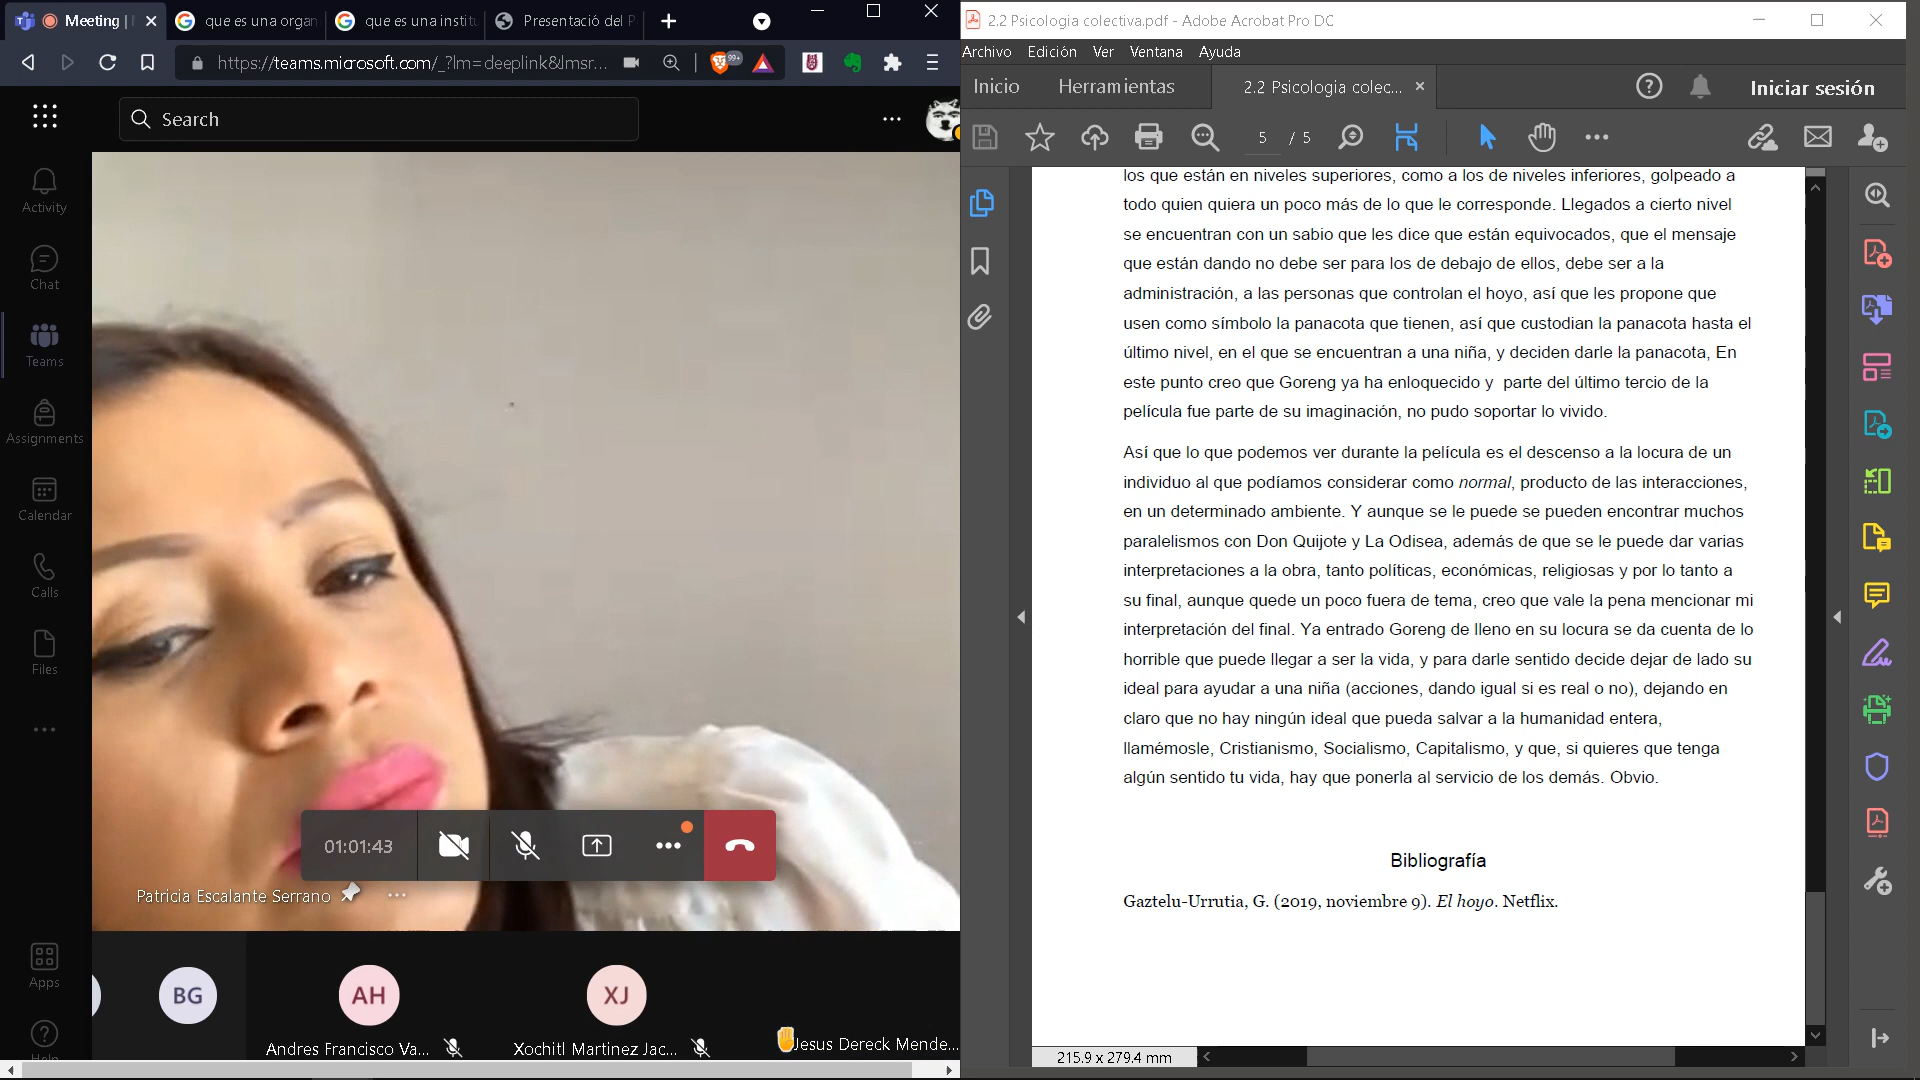 Meeting |
que es una organ
que es una institu
Presentació del P
https://teams.microsoft.com/_?lm=deeplink&lmsr...
99+
Search
Activity
Chat
Teams
Assignments
Calendar
Calls
Files
Apps
Help
01:01:43
Patricia Escalante Serrano
BG
AH
XJ
Andres Francisco Va...
Xochitl Martinez Jac...
Jesus Dereck Mende...
2.2 Psicologia colectiva.pdf - Adobe Acrobat Pro DC
Archivo Edición Ver Ventana Ayuda
Inicio Herramientas 2.2 Psicologia colec... Iniciar sesión
5 / 5
los que están en niveles superiores, como a los de niveles inferiores, golpeado a
todo quien quiera un poco más de lo que le corresponde. Llegados a cierto nivel
se encuentran con un sabio que les dice que están equivocados, que el mensaje
que están dando no debe ser para los de debajo de ellos, debe ser a la
administración, a las personas que controlan el hoyo, así que les propone que
usen como símbolo la panacota que tienen, así que custodian la panacota hasta el
último nivel, en el que se encuentran a una niña, y deciden darle la panacota, En
este punto creo que Goreng ya ha enloquecido y  parte del último tercio de la
película fue parte de su imaginación, no pudo soportar lo vivido.
Así que lo que podemos ver durante la película es el descenso a la locura de un
individuo al que podíamos considerar como normal, producto de las interacciones,
en un determinado ambiente. Y aunque se le puede se pueden encontrar muchos
paralelismos con Don Quijote y La Odisea, además de que se le puede dar varias
interpretaciones a la obra, tanto políticas, económicas, religiosas y por lo tanto a
su final, aunque quede un poco fuera de tema, creo que vale la pena mencionar mi
interpretación del final. Ya entrado Goreng de lleno en su locura se da cuenta de lo
horrible que puede llegar a ser la vida, y para darle sentido decide dejar de lado su
ideal para ayudar a una niña (acciones, dando igual si es real o no), dejando en
claro que no hay ningún ideal que pueda salvar a la humanidad entera,
llamémosle, Cristianismo, Socialismo, Capitalismo, y que, si quieres que tenga
algún sentido tu vida, hay que ponerla al servicio de los demás. Obvio.
Bibliografía
Gaztelu-Urrutia, G. (2019, noviembre 9). El hoyo. Netflix.
215.9 x 279.4 mm